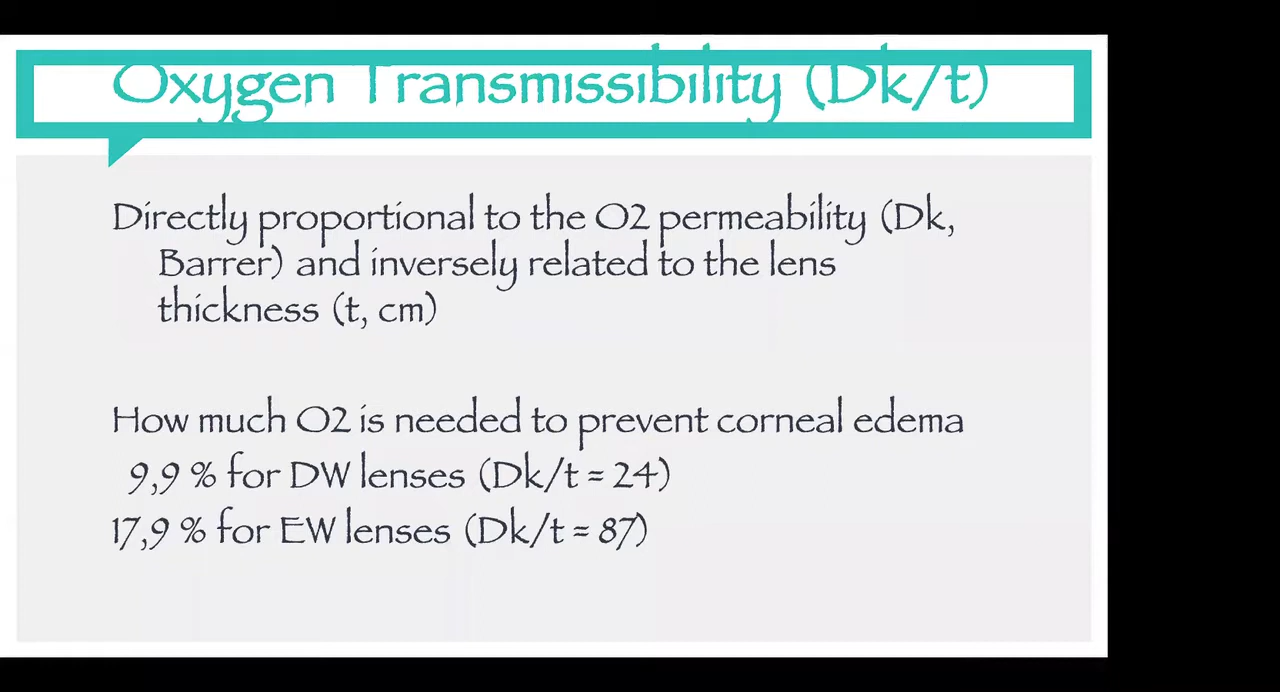 Oxygen Transmissibility (Dk/t)
Directly proportional to the O2 permeability (Dk,
Barrer) and inversely related to the lens
thickness (t, cm)
How much O2 is needed to prevent corneal edema
9,9 % for DW lenses (Dk/t = 24)
17,9 % for EW lenses (Dk/t = 87)